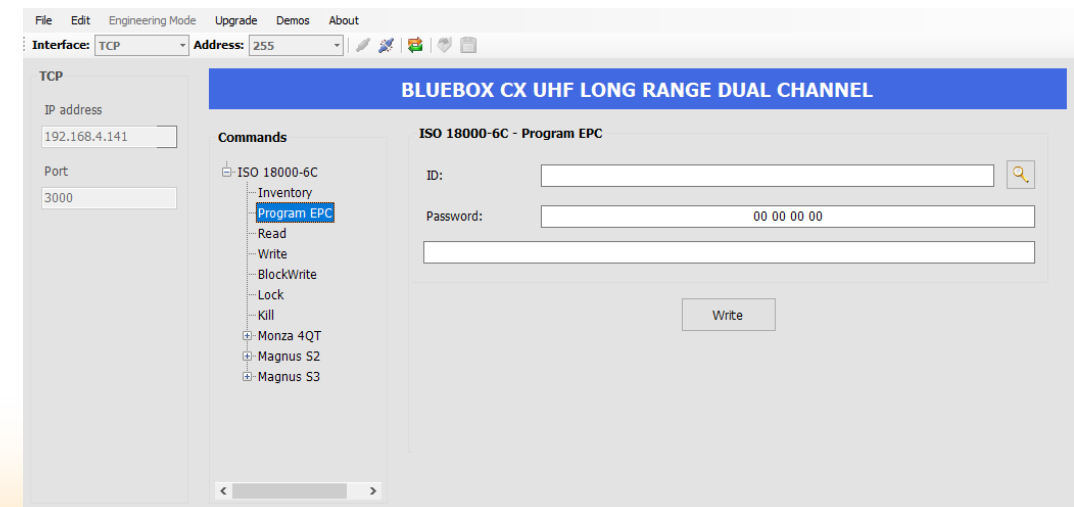 File Edit Engineering Mode Upgrade Demos About
Interface: TCP Address: 255
TCP
IP address
192.168.4.141
Port
3000
BLUEBOX CX UHF LONG RANGE DUAL CHANNEL
Commands
ISO 18000-6C
Inventory
Program EPC
Read
Write
BlockWrite
Lock
Kill
Monza 4QT
Magnus S2
Magnus S3
ISO 18000-6C - Program EPC
ID:
Password: 00 00 00 00
Write